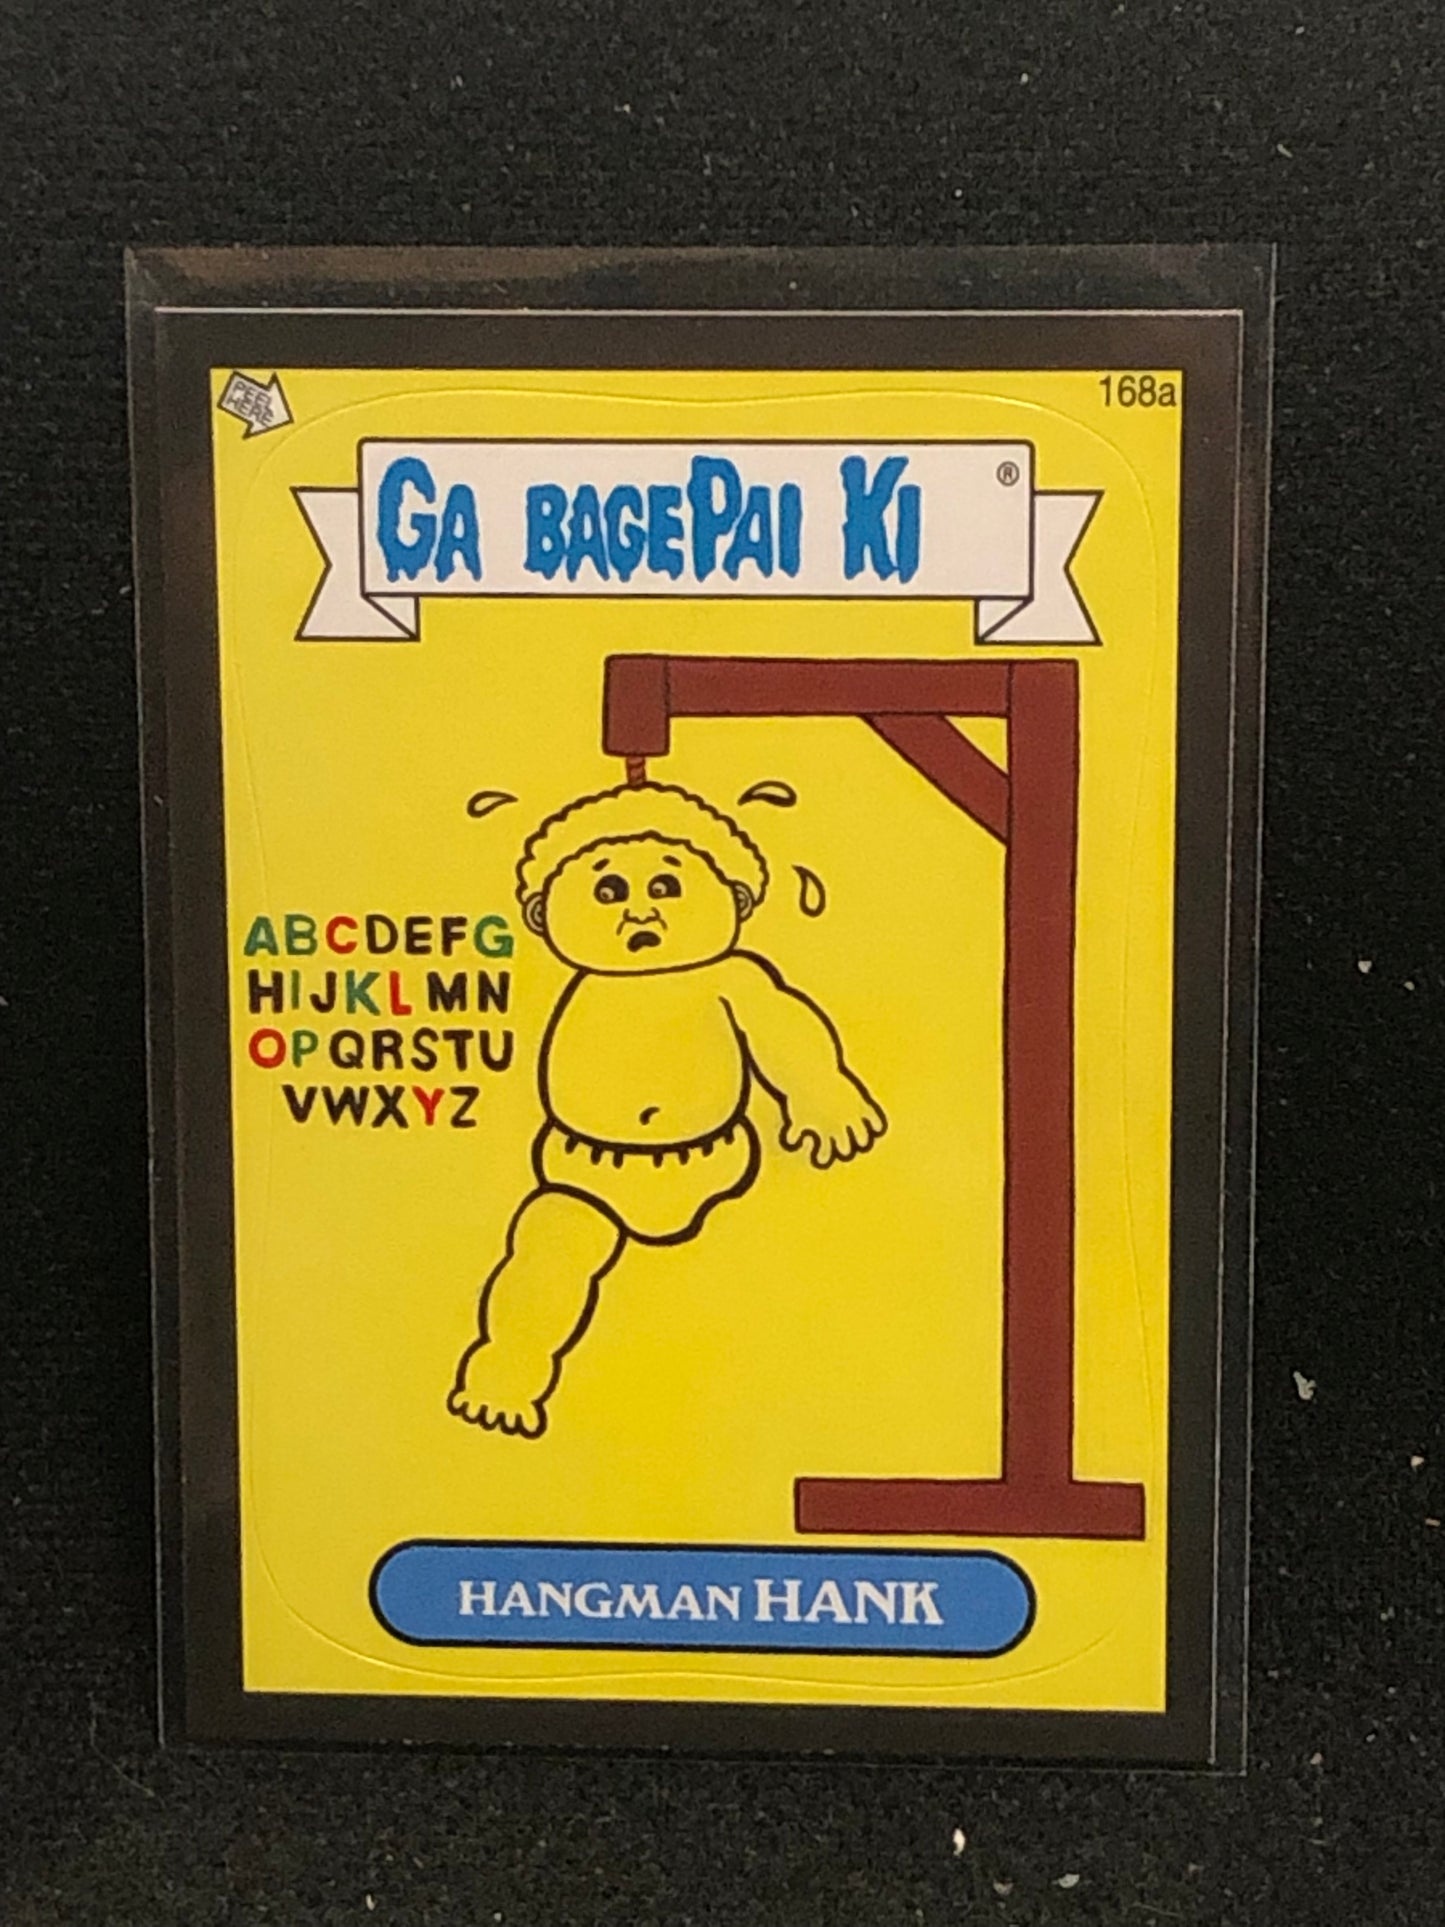 PEEL
HERE
168a
GA BAGEPAI KI ®
ABCDEFG
HIJKLMN
OPQRSTU
VWXYZ
HANGMAN HANK